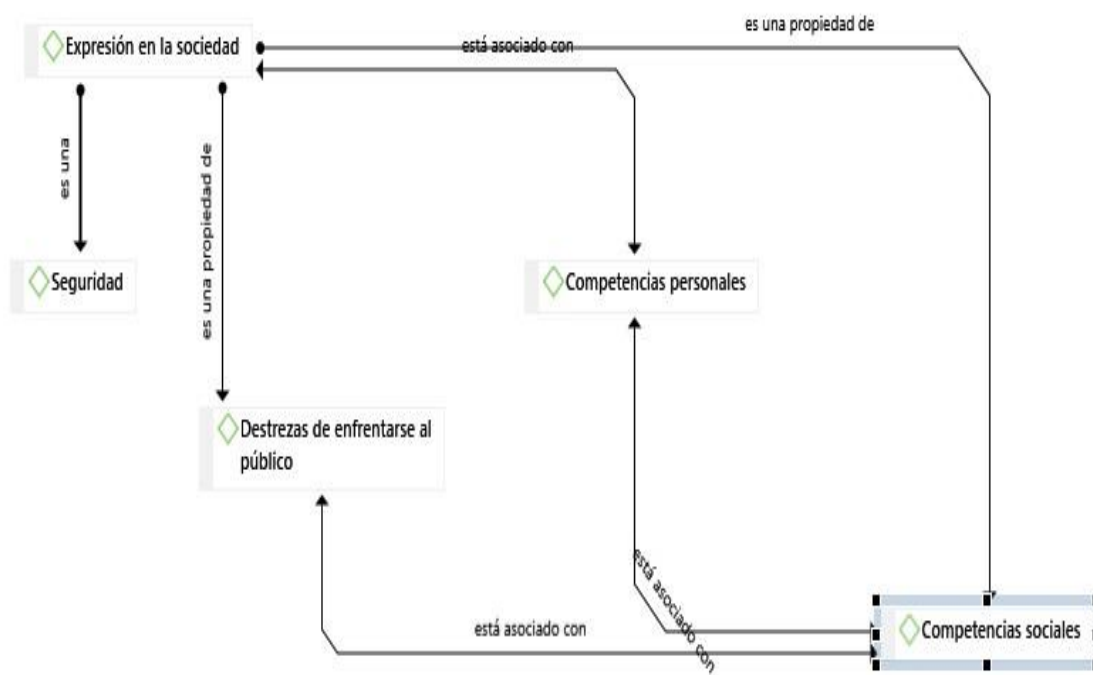 es una propiedad de
Expresión en la sociedad
está asociado con
es una
es una propiedad de
Seguridad
Competencias personales
Destrezas de enfrentarse al
público
está asociado con
está asociado con
Competencias sociales